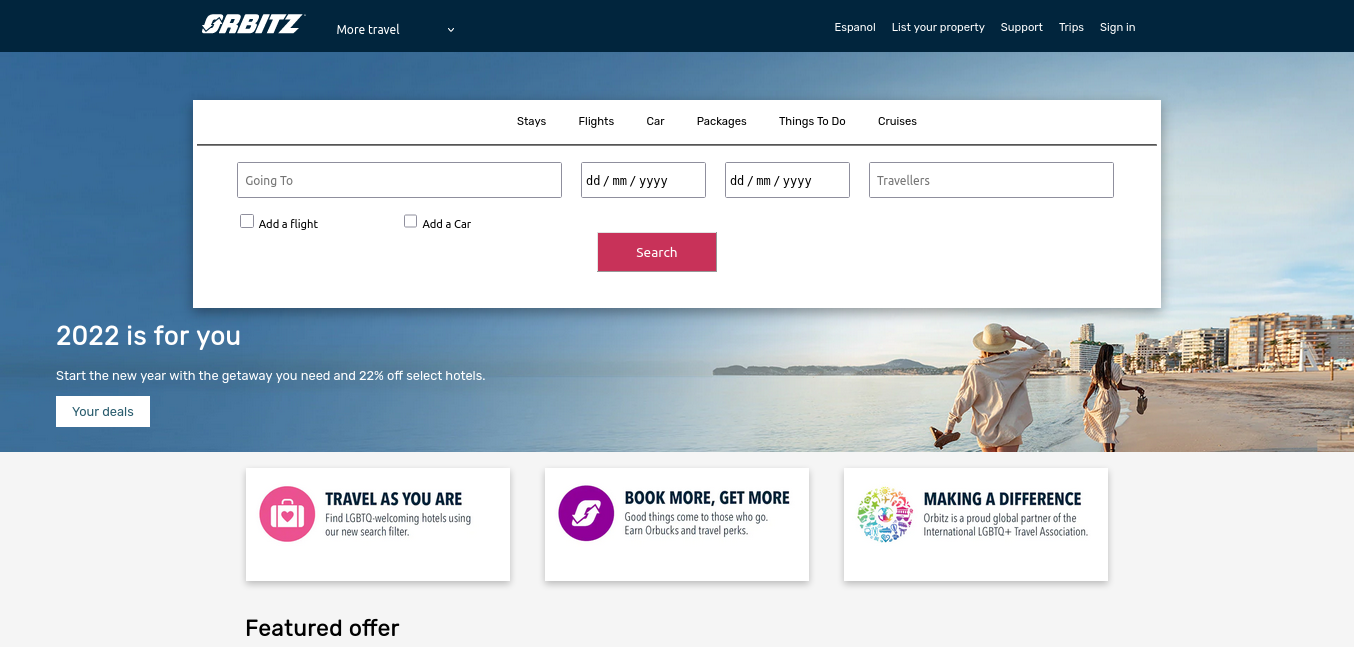 ORBITZ
More travel
Espanol List your property Support Trips Sign in
Stays Flights Car Packages Things To Do Cruises
Going To
dd / mm / yyyy
dd / mm / yyyy
Travellers
Add a flight
Add a Car
Search
2022 is for you
Start the new year with the getaway you need and 22% off select hotels.
Your deals
TRAVEL AS YOU ARE
Find LGBTQ-welcoming hotels using
our new search filter.
BOOK MORE, GET MORE
Good things come to those who go.
Earn Orbucks and travel perks.
MAKING A DIFFERENCE
Orbitz is a proud global partner of the
International LGBTQ+ Travel Association.
Featured offer